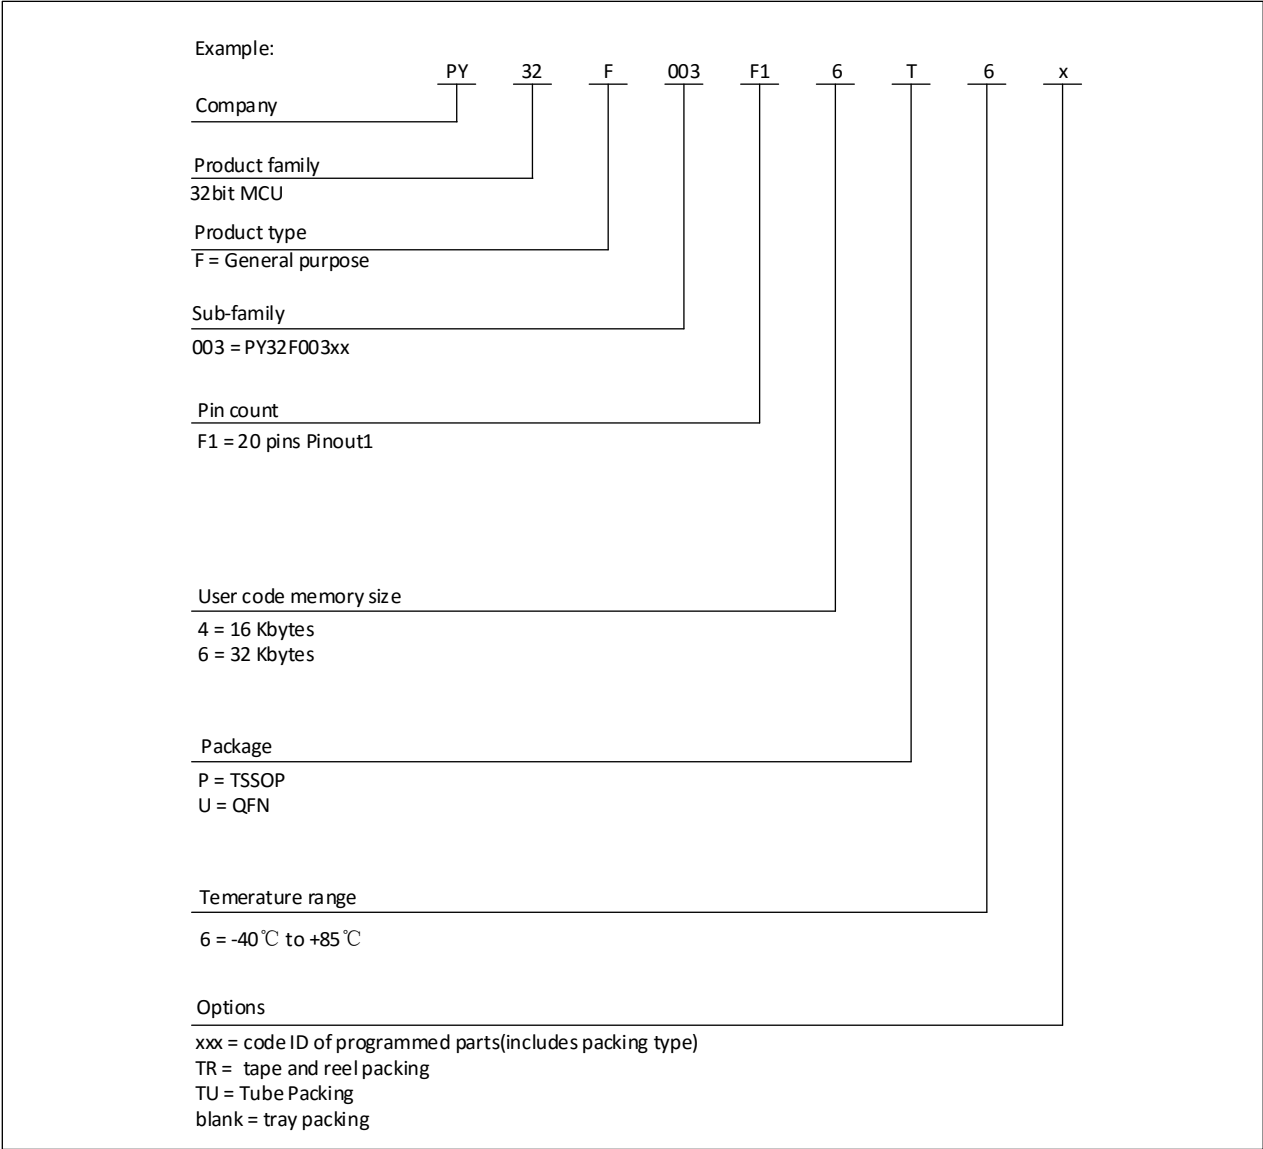 Example:
PY 32 F 003 F1 6 T 6 x
Company
Product family
32bit MCU
Product type
F = General purpose
Sub-family
003 = PY32F003xx
Pin count
F1 = 20 pins Pinout1
User code memory size
4 = 16 Kbytes
6 = 32 Kbytes
Package
P = TSSOP
U = QFN
Temerature range
6 = -40℃ to +85℃
Options
xxx = code ID of programmed parts(includes packing type)
TR = tape and reel packing
TU = Tube Packing
blank = tray packing